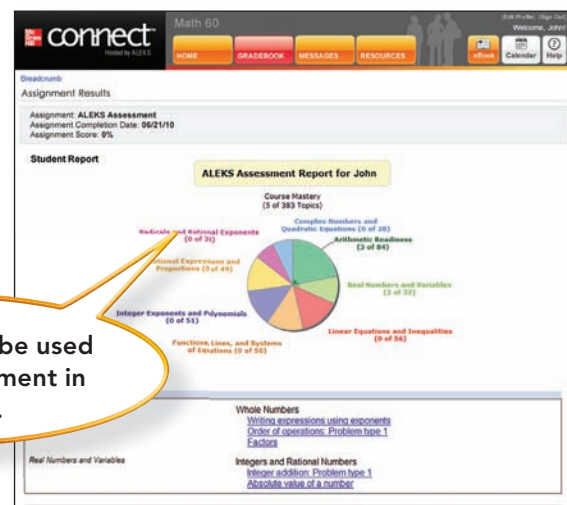 Math 60
[Edit Profile] [Sign Out]
Welcome, John!
connect
Hosted by ALEKS
HOME
GRADEBOOK
MESSAGES
RESOURCES
eBook
Calendar
Help
Breadcrumb
Assignment Results
Assignment: ALEKS Assessment
Assignment Completion Date: 06/21/10
Assignment Score: 0%
Student Report
ALEKS Assessment Report for John
Course Mastery
(5 of 383 Topics)
Complex Numbers and
Quadratic Equations (0 of 28)
Radicals and Rational Exponents
(0 of 31)
Arithmetic Readiness
(3 of 84)
Rational Expressions and
Proportions (0 of 49)
Real Numbers and Variables
Integer Exponents and Polynomials
(0 of 51)
Linear Equations and Inequalities
(0 of 56)
Functions, Lines, and Systems
of Equations (0 of 50)
be used
ment in
.
Whole Numbers
Writing expressions using exponents
Order of operations: Problem type 1
Factors
Real Numbers and Variables
Integers and Rational Numbers
Integer addition: Problem type 1
Absolute value of a number